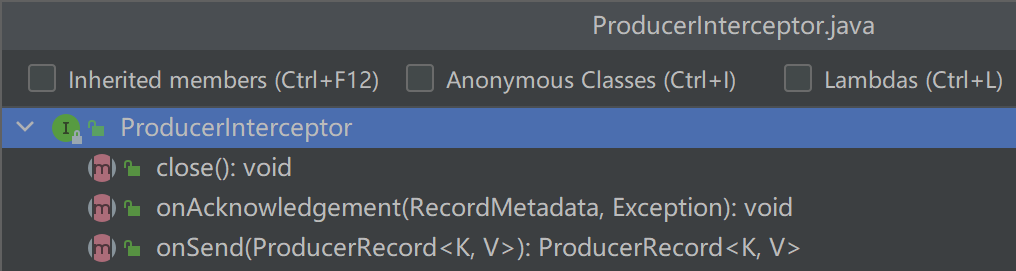 ProducerInterceptor.java
Inherited members (Ctrl+F12) Anonymous Classes (Ctrl+I) Lambdas (Ctrl+L)
I ProducerInterceptor
m close(): void
m onAcknowledgement(RecordMetadata, Exception): void
m onSend(ProducerRecord<K, V>): ProducerRecord<K, V>